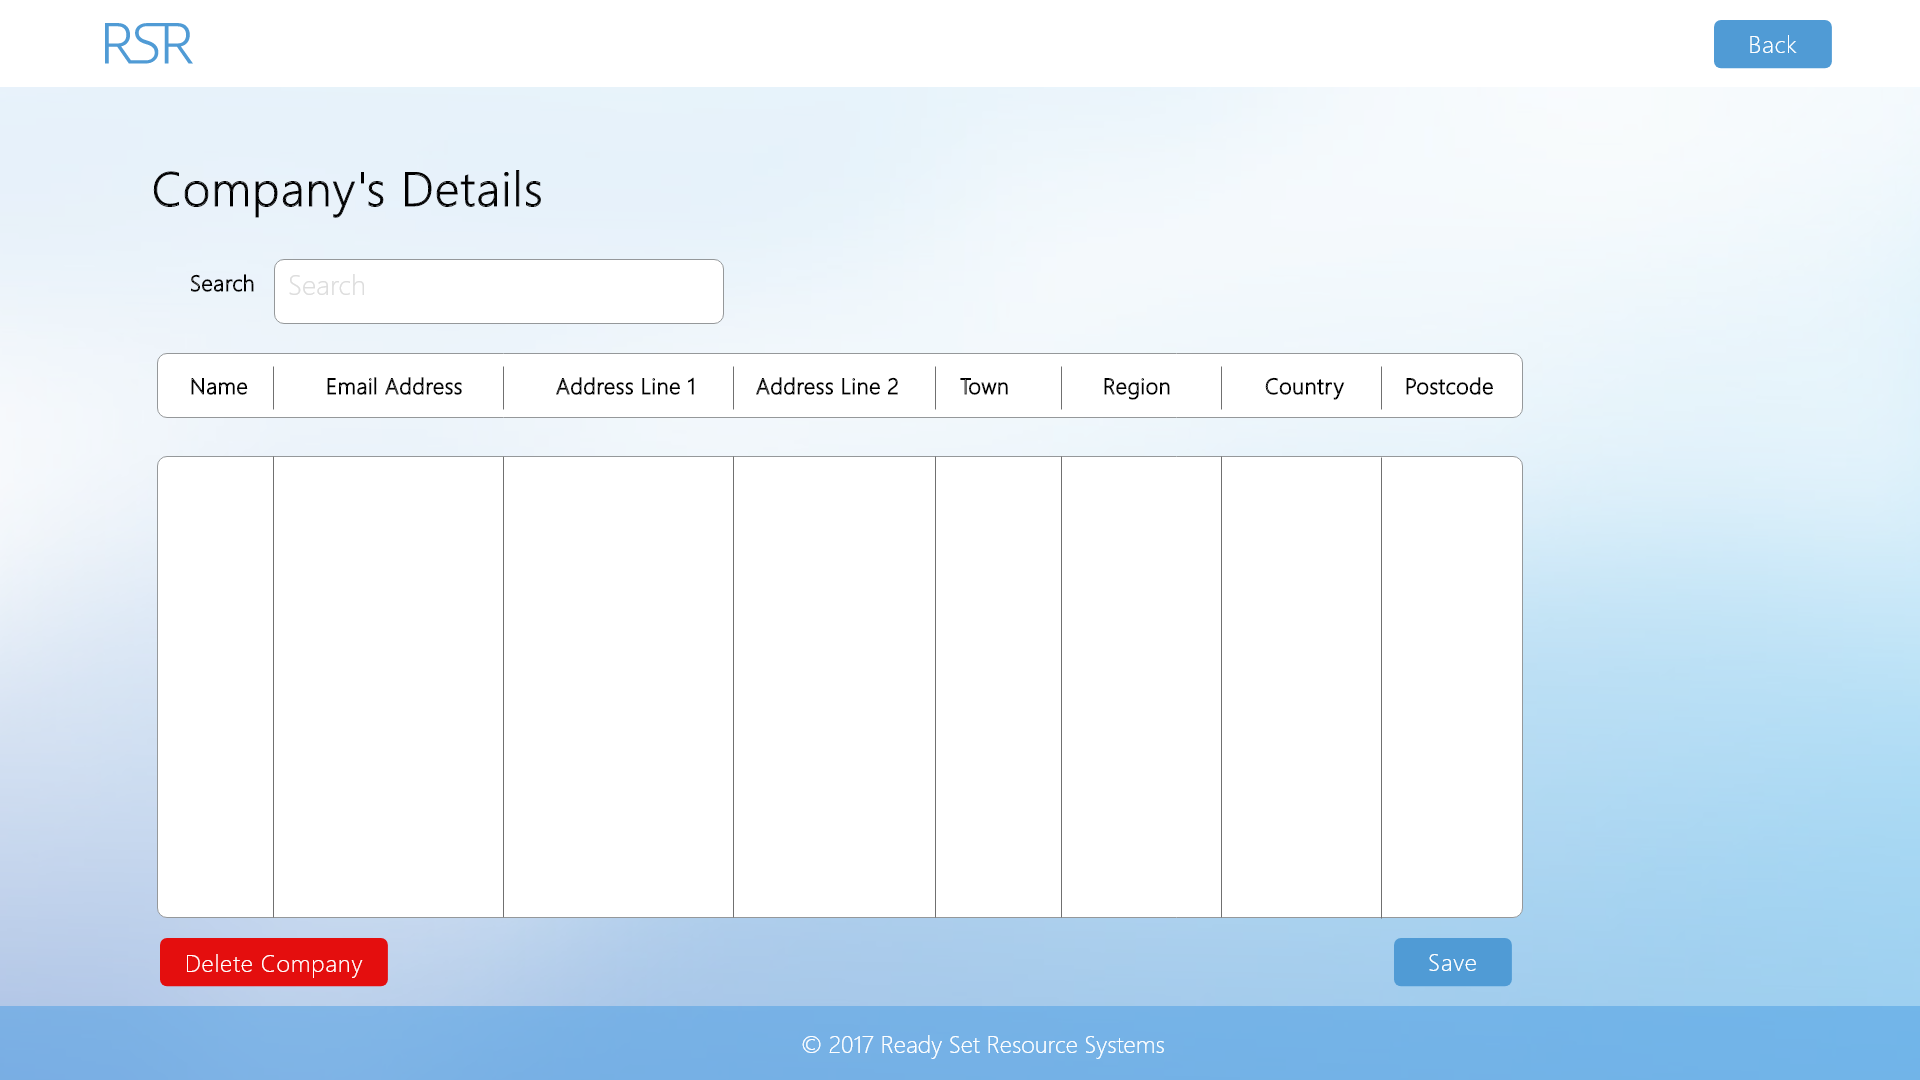 RSR
Back
Company's Details
Search
Search
Name Email Address Address Line 1 Address Line 2 Town Region Country Postcode
Delete Company
Save
© 2017 Ready Set Resource Systems